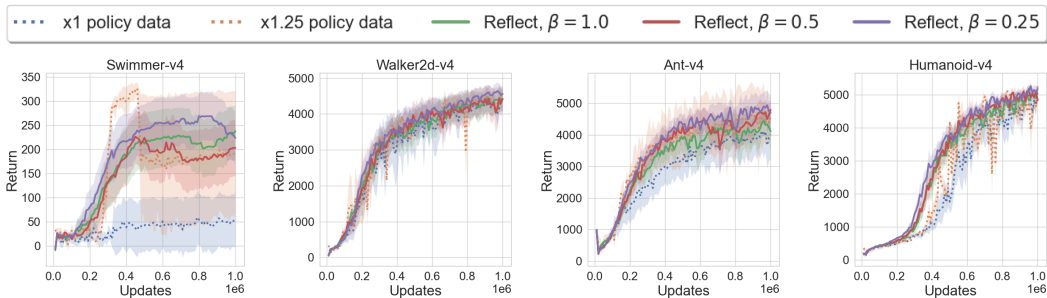 x1 policy data x1.25 policy data Reflect, β = 1.0 Reflect, β = 0.5 Reflect, β = 0.25
Swimmer-v4 Walker2d-v4 Ant-v4 Humanoid-v4
Return
350
300
250
200
150
100
50
0
0.0 0.2 0.4 0.6 0.8 1.0
1e6
Updates
Return
5000
4000
3000
2000
1000
0
0.0 0.2 0.4 0.6 0.8 1.0
1e6
Updates
Return
5000
4000
3000
2000
1000
0
0.0 0.2 0.4 0.6 0.8 1.0
1e6
Updates
Return
5000
4000
3000
2000
1000
0
0.0 0.2 0.4 0.6 0.8 1.0
1e6
Updates